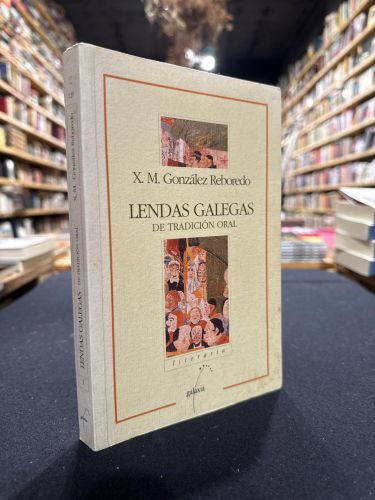 X. M. González Reboredo
LENDAS GALEGAS
DE TRADICIÓN ORAL
literaria
galaxia
LENDAS GALEGAS DE TRADICIÓN ORAL X. M. González Reboredo